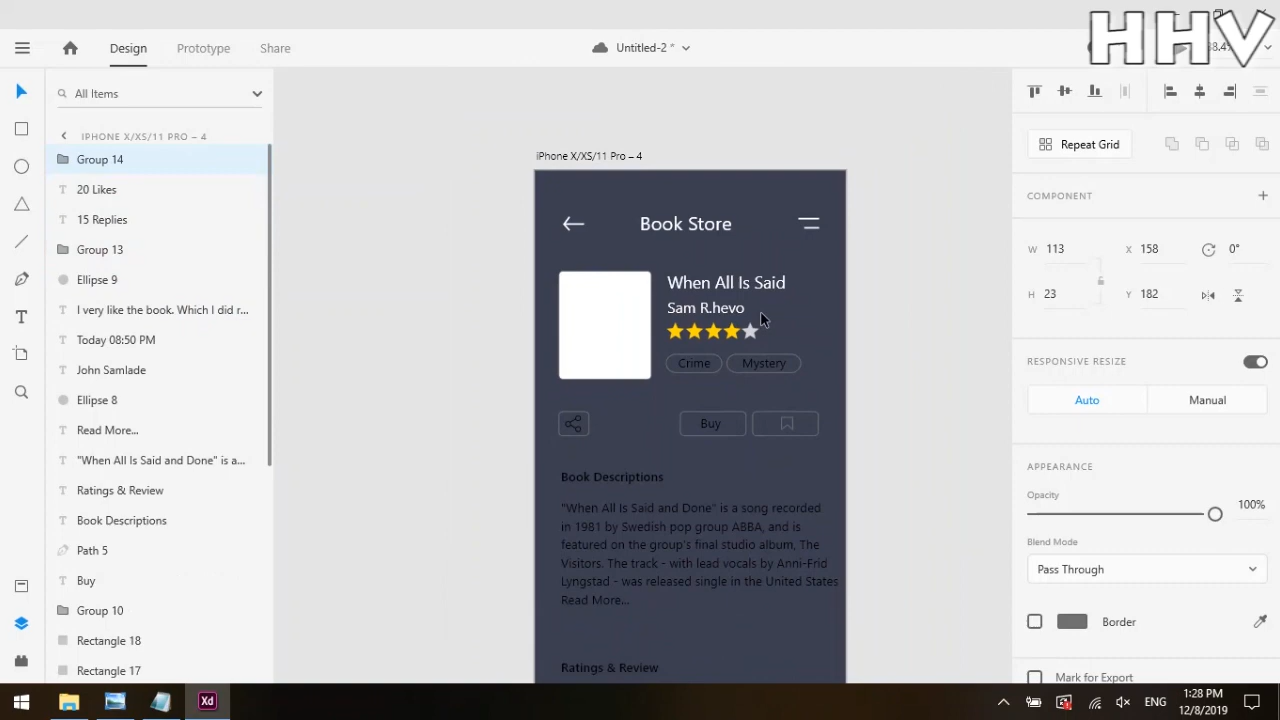 HHV
Design
Prototype
Share
Untitled-2 *
All Items
IPHONE X/XS/11 PRO – 4
Group 14
20 Likes
15 Replies
Group 13
Ellipse 9
I very like the book. Which I did r...
Today 08:50 PM
John Samlade
Ellipse 8
Read More...
"When All Is Said and Done" is a...
Ratings & Review
Book Descriptions
Path 5
Buy
Group 10
Rectangle 18
Rectangle 17
iPhone X/XS/11 Pro – 4
Book Store
When All Is Said
Sam R.hevo
Crime
Mystery
Buy
Book Descriptions
"When All Is Said and Done" is a song recorded
in 1981 by Swedish pop group ABBA, and is
featured on the group's final studio album, The
Visitors. The track - with lead vocals by Anni-Frid
Lyngstad - was released single in the United States
Read More...
Ratings & Review
Repeat Grid
COMPONENT
W 113 X 158 0°
H 23 Y 182
RESPONSIVE RESIZE
Auto
Manual
APPEARANCE
Opacity
100%
Blend Mode
Pass Through
Border
Mark for Export
Xd
ENG
1:28 PM
12/8/2019